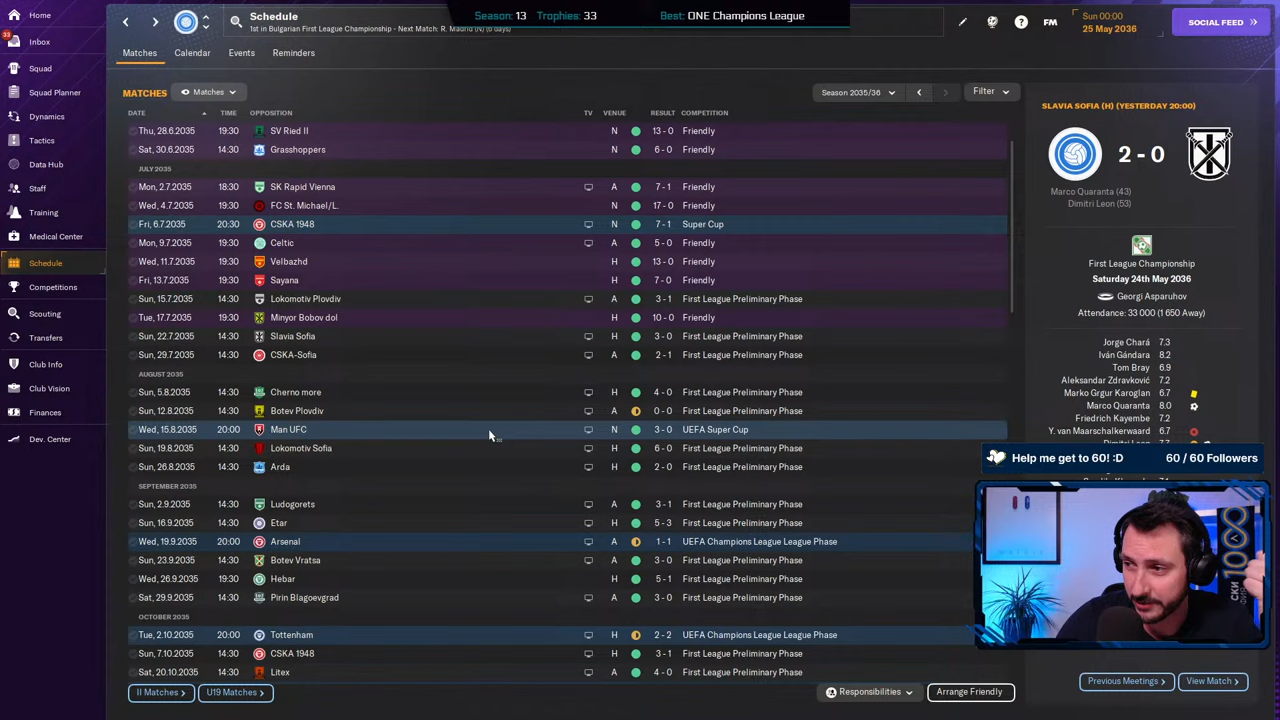 Season: 13 Trophies: 33 Best: ONE Champions League
Home
33
Inbox
Squad
Squad Planner
Dynamics
Tactics
Data Hub
Staff
Training
Medical Center
Schedule
Competitions
Scouting
Transfers
Club Info
Club Vision
Finances
Dev. Center
Schedule
1st in Bulgarian First League Championship - Next Match: R. Madrid (N) (6 days)
FM
Sun 00:00
25 May 2036
SOCIAL FEED
Matches Calendar Events Reminders
MATCHES Matches Season 2035/36 Filter
DATE TIME OPPOSITION TV VENUE RESULT COMPETITION
Thu, 28.6.2035 19:30 SV Ried II N 13 - 0 Friendly
Sat, 30.6.2035 14:30 Grasshoppers N 6 - 0 Friendly
JULY 2035
Mon, 2.7.2035 18:30 SK Rapid Vienna A 7 - 1 Friendly
Wed, 4.7.2035 19:30 FC St. Michael/L. N 17 - 0 Friendly
Fri, 6.7.2035 20:30 CSKA 1948 N 7 - 1 Super Cup
Mon, 9.7.2035 19:30 Celtic A 5 - 0 Friendly
Wed, 11.7.2035 19:30 Velbazhd A 13 - 0 Friendly
Fri, 13.7.2035 19:30 Sayana A 7 - 0 Friendly
Sun, 15.7.2035 14:30 Lokomotiv Plovdiv A 3 - 1 First League Preliminary Phase
Tue, 17.7.2035 19:30 Minyor Bobov dol A 10 - 0 Friendly
Sun, 22.7.2035 14:30 Slavia Sofia H 3 - 0 First League Preliminary Phase
Sun, 29.7.2035 14:30 CSKA-Sofia A 2 - 1 First League Preliminary Phase
AUGUST 2035
Sun, 5.8.2035 14:30 Cherno more H 4 - 0 First League Preliminary Phase
Sun, 12.8.2035 14:30 Botev Plovdiv A 0 - 0 First League Preliminary Phase
Wed, 15.8.2035 20:00 Man UFC N 3 - 0 UEFA Super Cup
Sun, 19.8.2035 14:30 Lokomotiv Sofia H 6 - 0 First League Preliminary Phase
Sun, 26.8.2035 14:30 Arda H 2 - 0 First League Preliminary Phase
SEPTEMBER 2035
Sun, 2.9.2035 14:30 Ludogorets A 3 - 1 First League Preliminary Phase
Sun, 16.9.2035 14:30 Etar H 5 - 3 First League Preliminary Phase
Wed, 19.9.2035 20:00 Arsenal A 1 - 1 UEFA Champions League League Phase
Sun, 23.9.2035 14:30 Botev Vratsa A 3 - 0 First League Preliminary Phase
Wed, 26.9.2035 19:30 Hebar H 5 - 1 First League Preliminary Phase
Sat, 29.9.2035 14:30 Pirin Blagoevgrad A 3 - 0 First League Preliminary Phase
OCTOBER 2035
Tue, 2.10.2035 20:00 Tottenham H 2 - 2 UEFA Champions League League Phase
Sun, 7.10.2035 14:30 CSKA 1948 H 3 - 1 First League Preliminary Phase
Sat, 20.10.2035 14:30 Litex A 4 - 0 First League Preliminary Phase
II Matches U19 Matches Responsibilities Arrange Friendly
SLAVIA SOFIA (H) (YESTERDAY 20:00)
2 - 0
Marco Quaranta (43)
Dimitri Leon (53)
First League Championship
Saturday 24th May 2036
Georgi Asparuhov
Attendance: 33 000 (1 650 Away)
Jorge Chará 7.3
Iván Gándara 8.2
Tom Bray 6.9
Aleksandar Zdravković 7.2
Marko Grgur Karoglan 6.7
Marco Quaranta 8.0
Friedrich Kayembe 7.2
Y. van Maarschalkerwaard 6.7
Help me get to 60! :D 60 / 60 Followers
Previous Meetings View Match